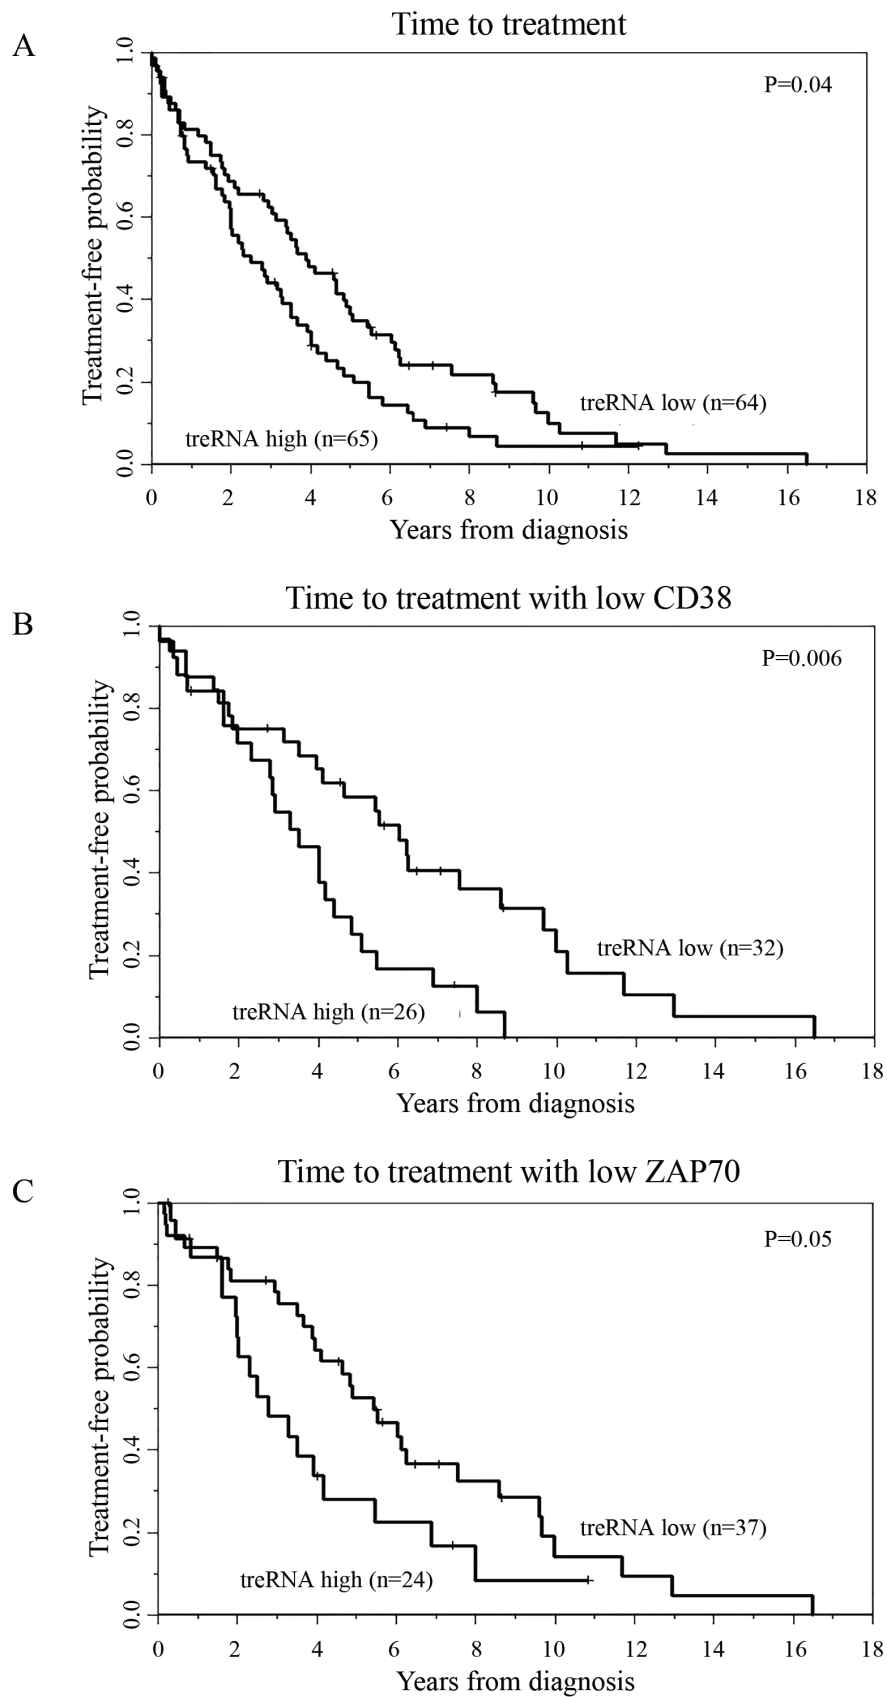 A
Time to treatment
P=0.04
Treatment-free probability
1.0
0.8
0.6
0.4
0.2
0.0
treRNA low (n=64)
treRNA high (n=65)
0 2 4 6 8 10 12 14 16 18
Years from diagnosis
B
Time to treatment with low CD38
P=0.006
Treatment-free probability
1.0
0.8
0.6
0.4
0.2
0.0
treRNA low (n=32)
treRNA high (n=26)
0 2 4 6 8 10 12 14 16 18
Years from diagnosis
C
Time to treatment with low ZAP70
P=0.05
Treatment-free probability
1.0
0.8
0.6
0.4
0.2
0.0
treRNA low (n=37)
treRNA high (n=24)
0 2 4 6 8 10 12 14 16 18
Years from diagnosis